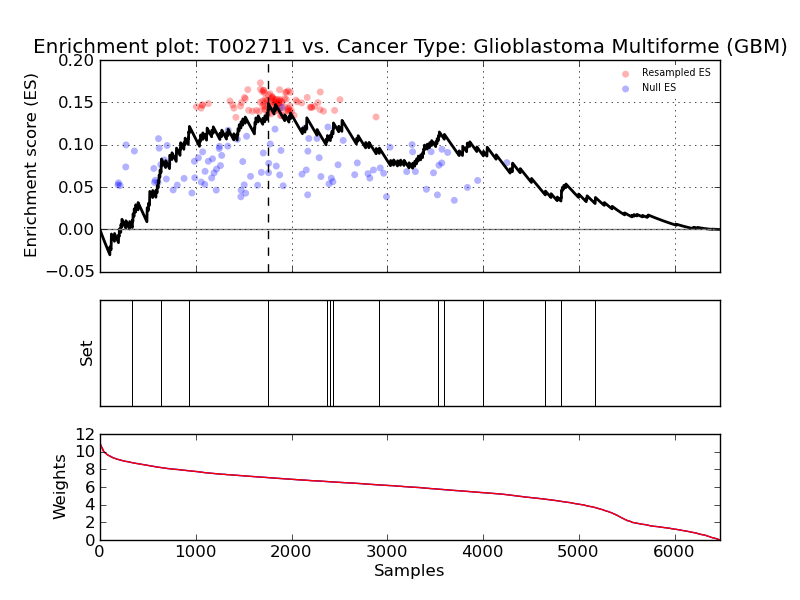 Enrichment plot: T002711 vs. Cancer Type: Glioblastoma Multiforme (GBM)
Enrichment score (ES)
0.20
0.15
0.10
0.05
0.00
−0.05
Resampled ES
Null ES
Set
Weights
12
10
8
6
4
2
0
0 1000 2000 3000 4000 5000 6000
Samples